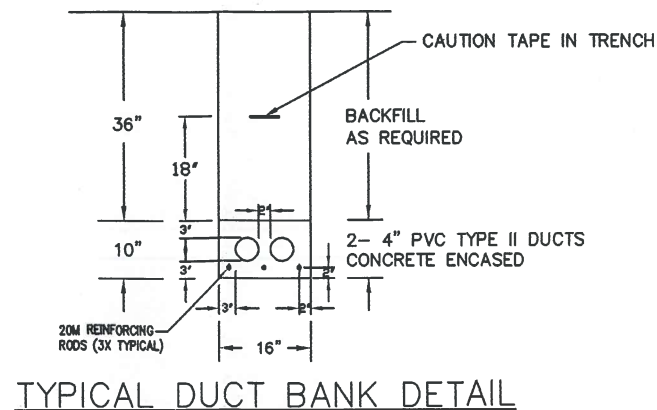 CAUTION TAPE IN TRENCH
36"
BACKFILL
AS REQUIRED
18"
2"
3"
10"
2- 4" PVC TYPE II DUCTS
CONCRETE ENCASED
3"
2"
3"
2"
20M REINFORCING
RODS (3X TYPICAL)
16"
TYPICAL DUCT BANK DETAIL